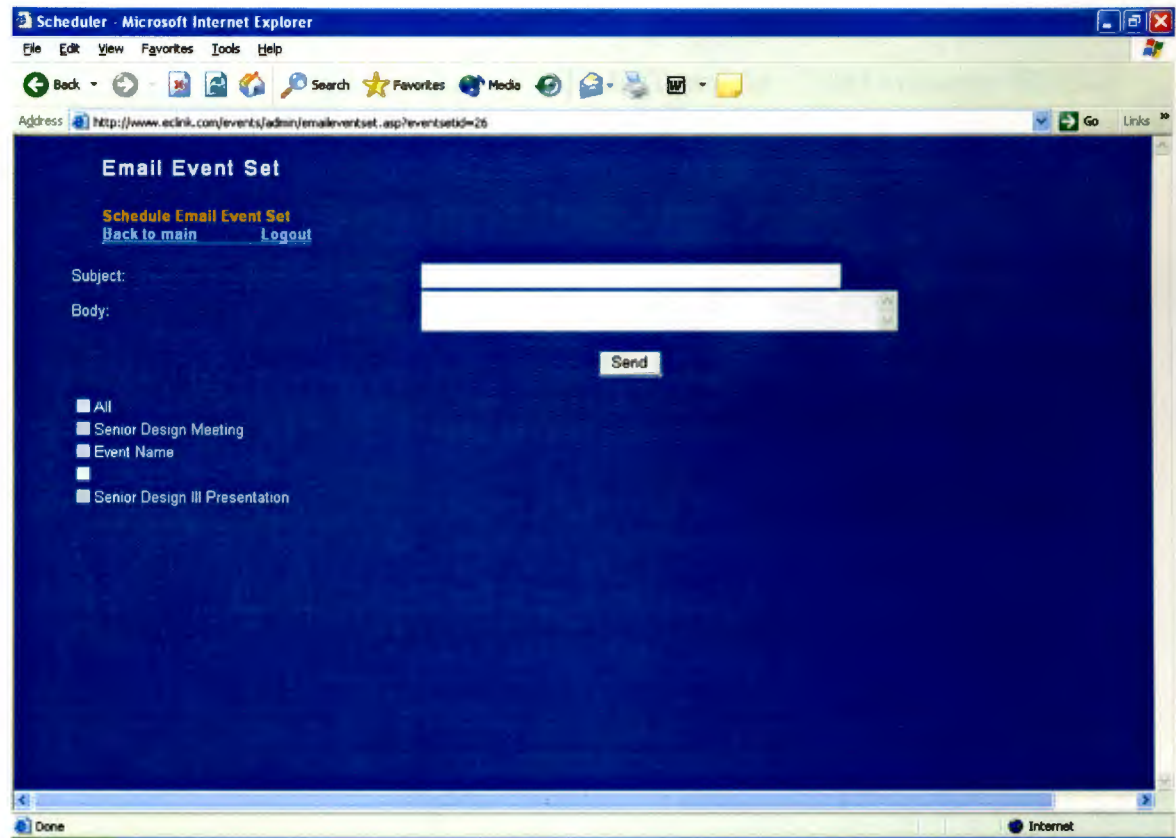 Scheduler - Microsoft Internet Explorer
File Edit View Favorites Tools Help
Back Search Favorites Media W
Address http://www.eclink.com/events/admin/emaileventset.asp?eventsetid=26 Go Links »
Email Event Set
Schedule Email Event Set
Back to main Logout
Subject:
Body:
Send
All
Senior Design Meeting
Event Name
Senior Design III Presentation
Done Internet